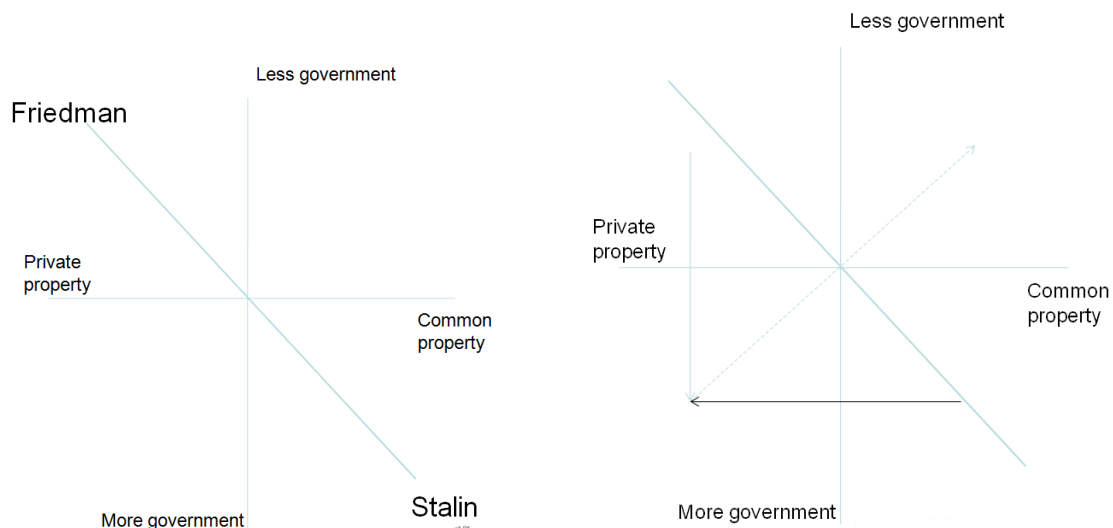 Less government
Friedman
Private
property
Common
property
More government
Stalin
Less government
Private
property
Common
property
More government